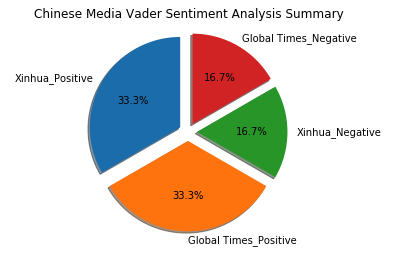 Chinese Media Vader Sentiment Analysis Summary
Global Times_Negative
16.7%
Xinhua_Positive
33.3%
16.7%
Xinhua_Negative
33.3%
Global Times_Positive